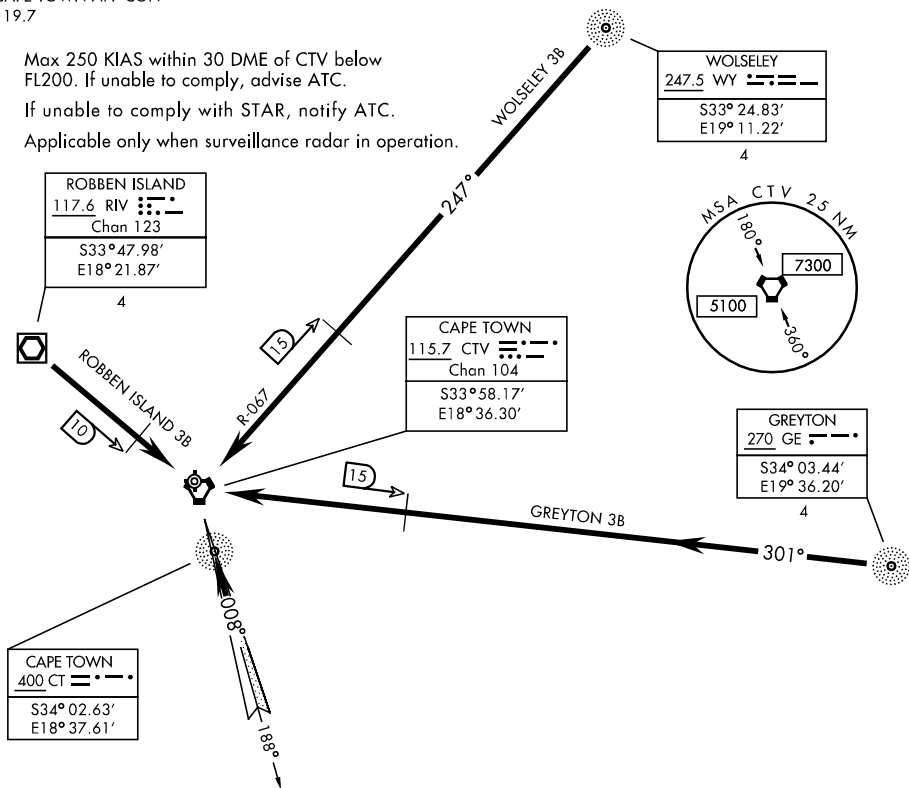 19.7
Max 250 KIAS within 30 DME of CTV below
FL200. If unable to comply, advise ATC.
If unable to comply with STAR, notify ATC.
Applicable only when surveillance radar in operation.
WOLSELEY 3B
247°
R-067
15
WOLSELEY
247.5 WY
S33° 24.83'
E19° 11.22'
4
MSA CTV 25 NM
180°
7300
5100
360°
ROBBEN ISLAND
117.6 RIV
Chan 123
S33° 47.98'
E18° 21.87'
4
ROBBEN ISLAND 3B
10
CAPE TOWN
115.7 CTV
Chan 104
S33° 58.17'
E18° 36.30'
15
GREYTON 3B
301°
GREYTON
270 GE
S34° 03.44'
E19° 36.20'
4
008°
188°
CAPE TOWN
400 CT
S34° 02.63'
E18° 37.61'